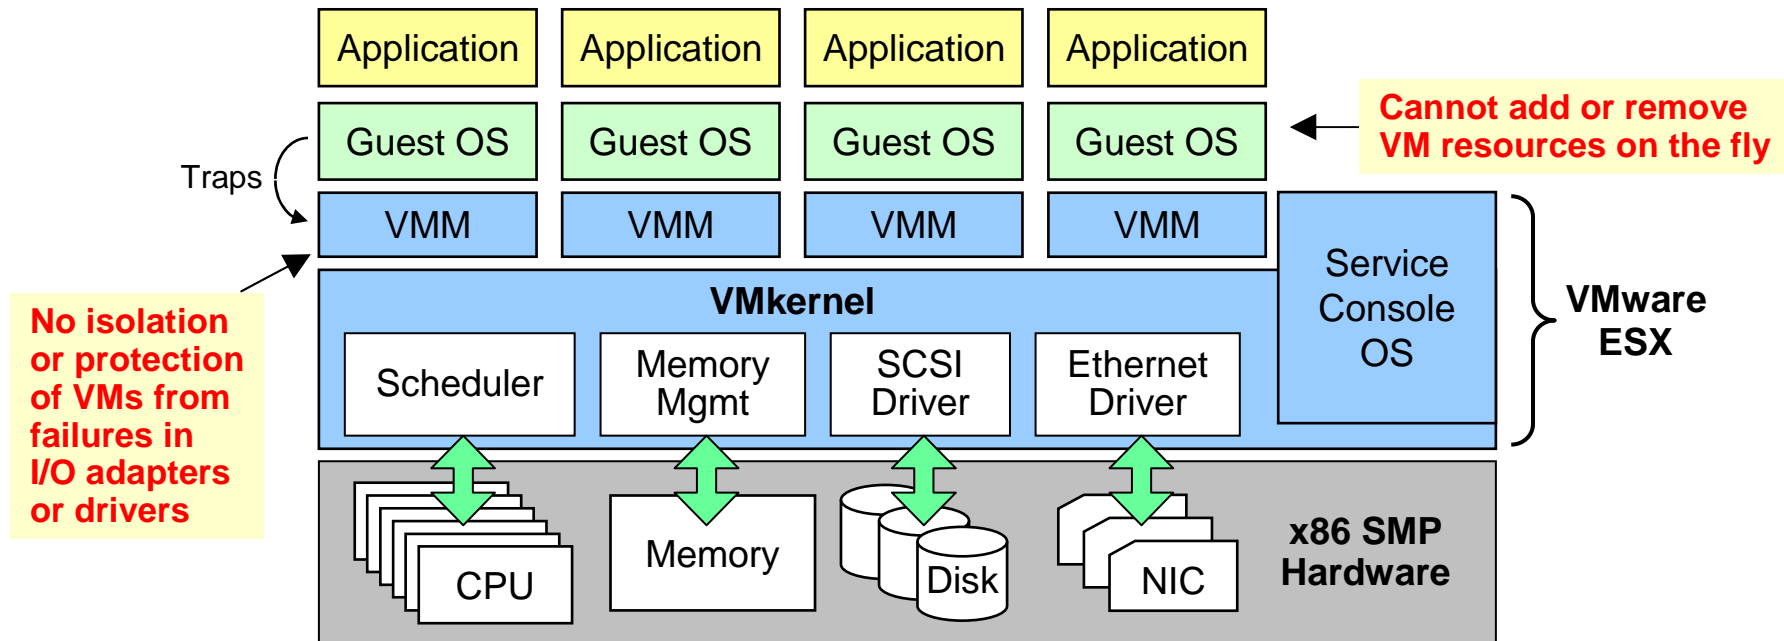 Application
Application
Application
Application
Guest OS
Guest OS
Guest OS
Guest OS
Cannot add or remove
VM resources on the fly
Traps
VMM
VMM
VMM
VMM
Service
Console
OS
VMware
ESX
No isolation
or protection
of VMs from
failures in
I/O adapters
or drivers
VMkernel
Scheduler
Memory
Mgmt
SCSI
Driver
Ethernet
Driver
CPU
Memory
Disk
NIC
x86 SMP
Hardware